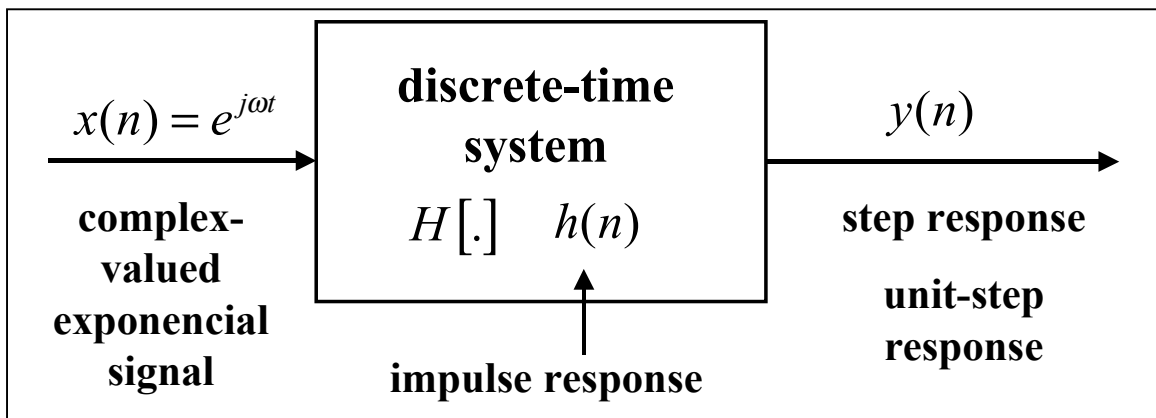 x(n) = e^{jωt}
complex-
valued
exponencial
signal
discrete-time
system
H[.] h(n)
impulse response
y(n)
step response
unit-step
response